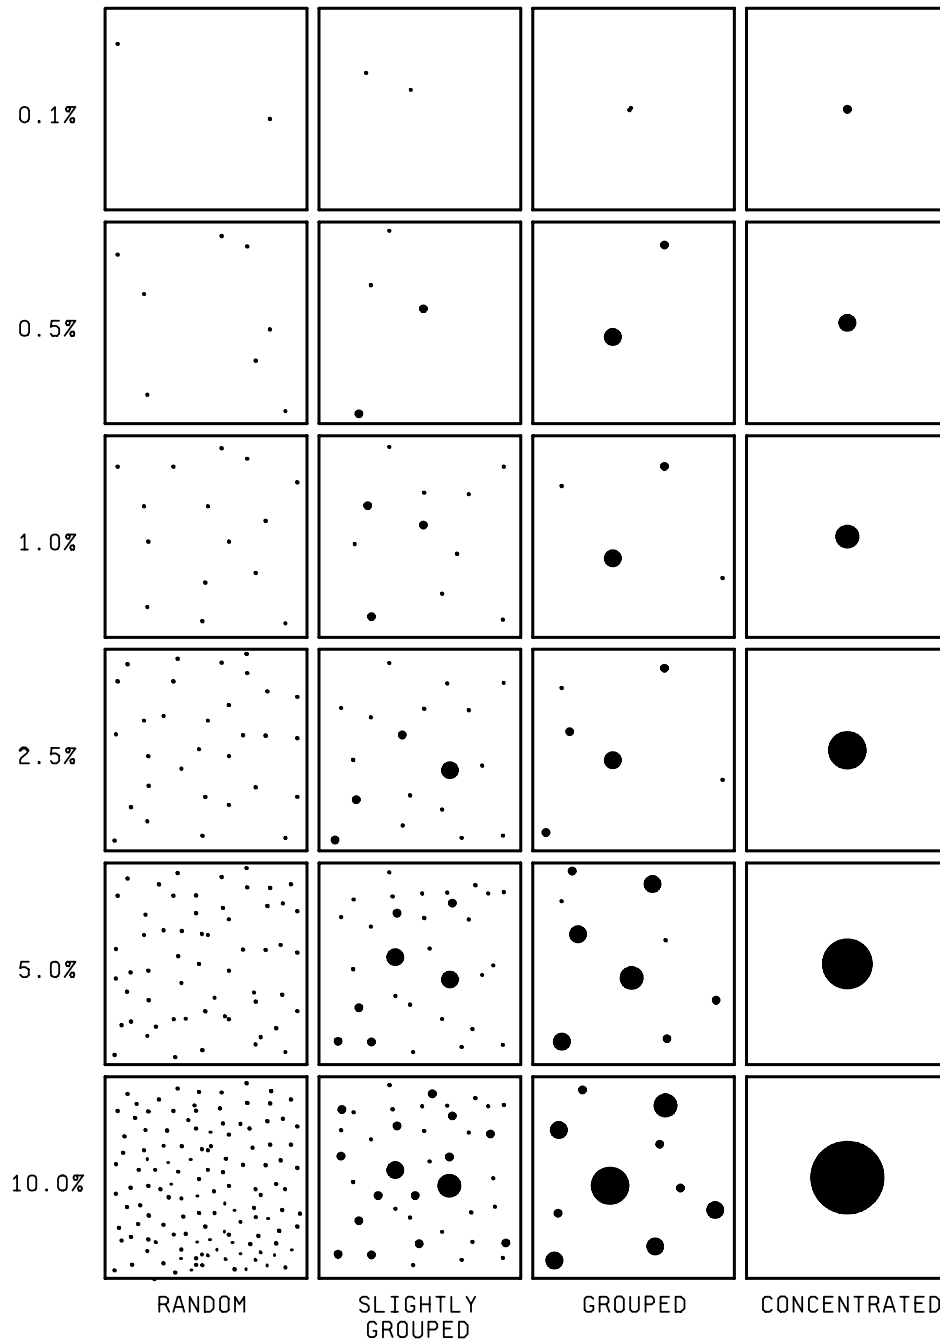 0.1%
0.5%
1.0%
2.5%
5.0%
10.0%
RANDOM
SLIGHTLY
GROUPED
GROUPED
CONCENTRATED